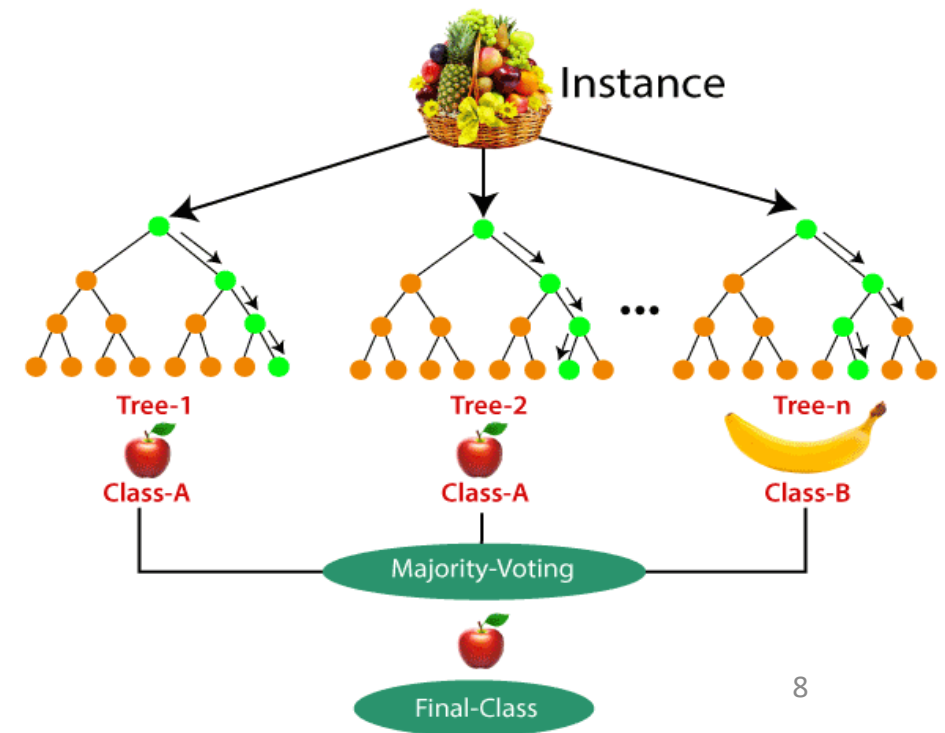 Instance
...
Tree-1
Tree-2
Tree-n
Class-A
Class-A
Class-B
Majority-Voting
Final-Class
8